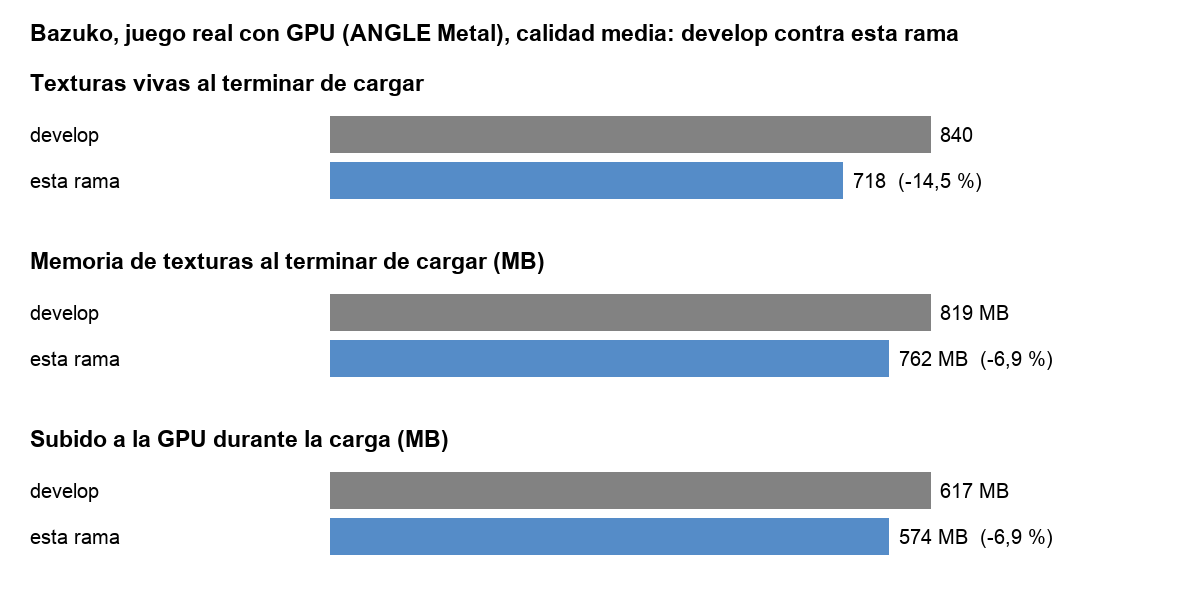 Bazuko, juego real con GPU (ANGLE Metal), calidad media: develop contra esta rama
Texturas vivas al terminar de cargar
develop 840
esta rama 718 (-14,5 %)
Memoria de texturas al terminar de cargar (MB)
develop 819 MB
esta rama 762 MB (-6,9 %)
Subido a la GPU durante la carga (MB)
develop 617 MB
esta rama 574 MB (-6,9 %)